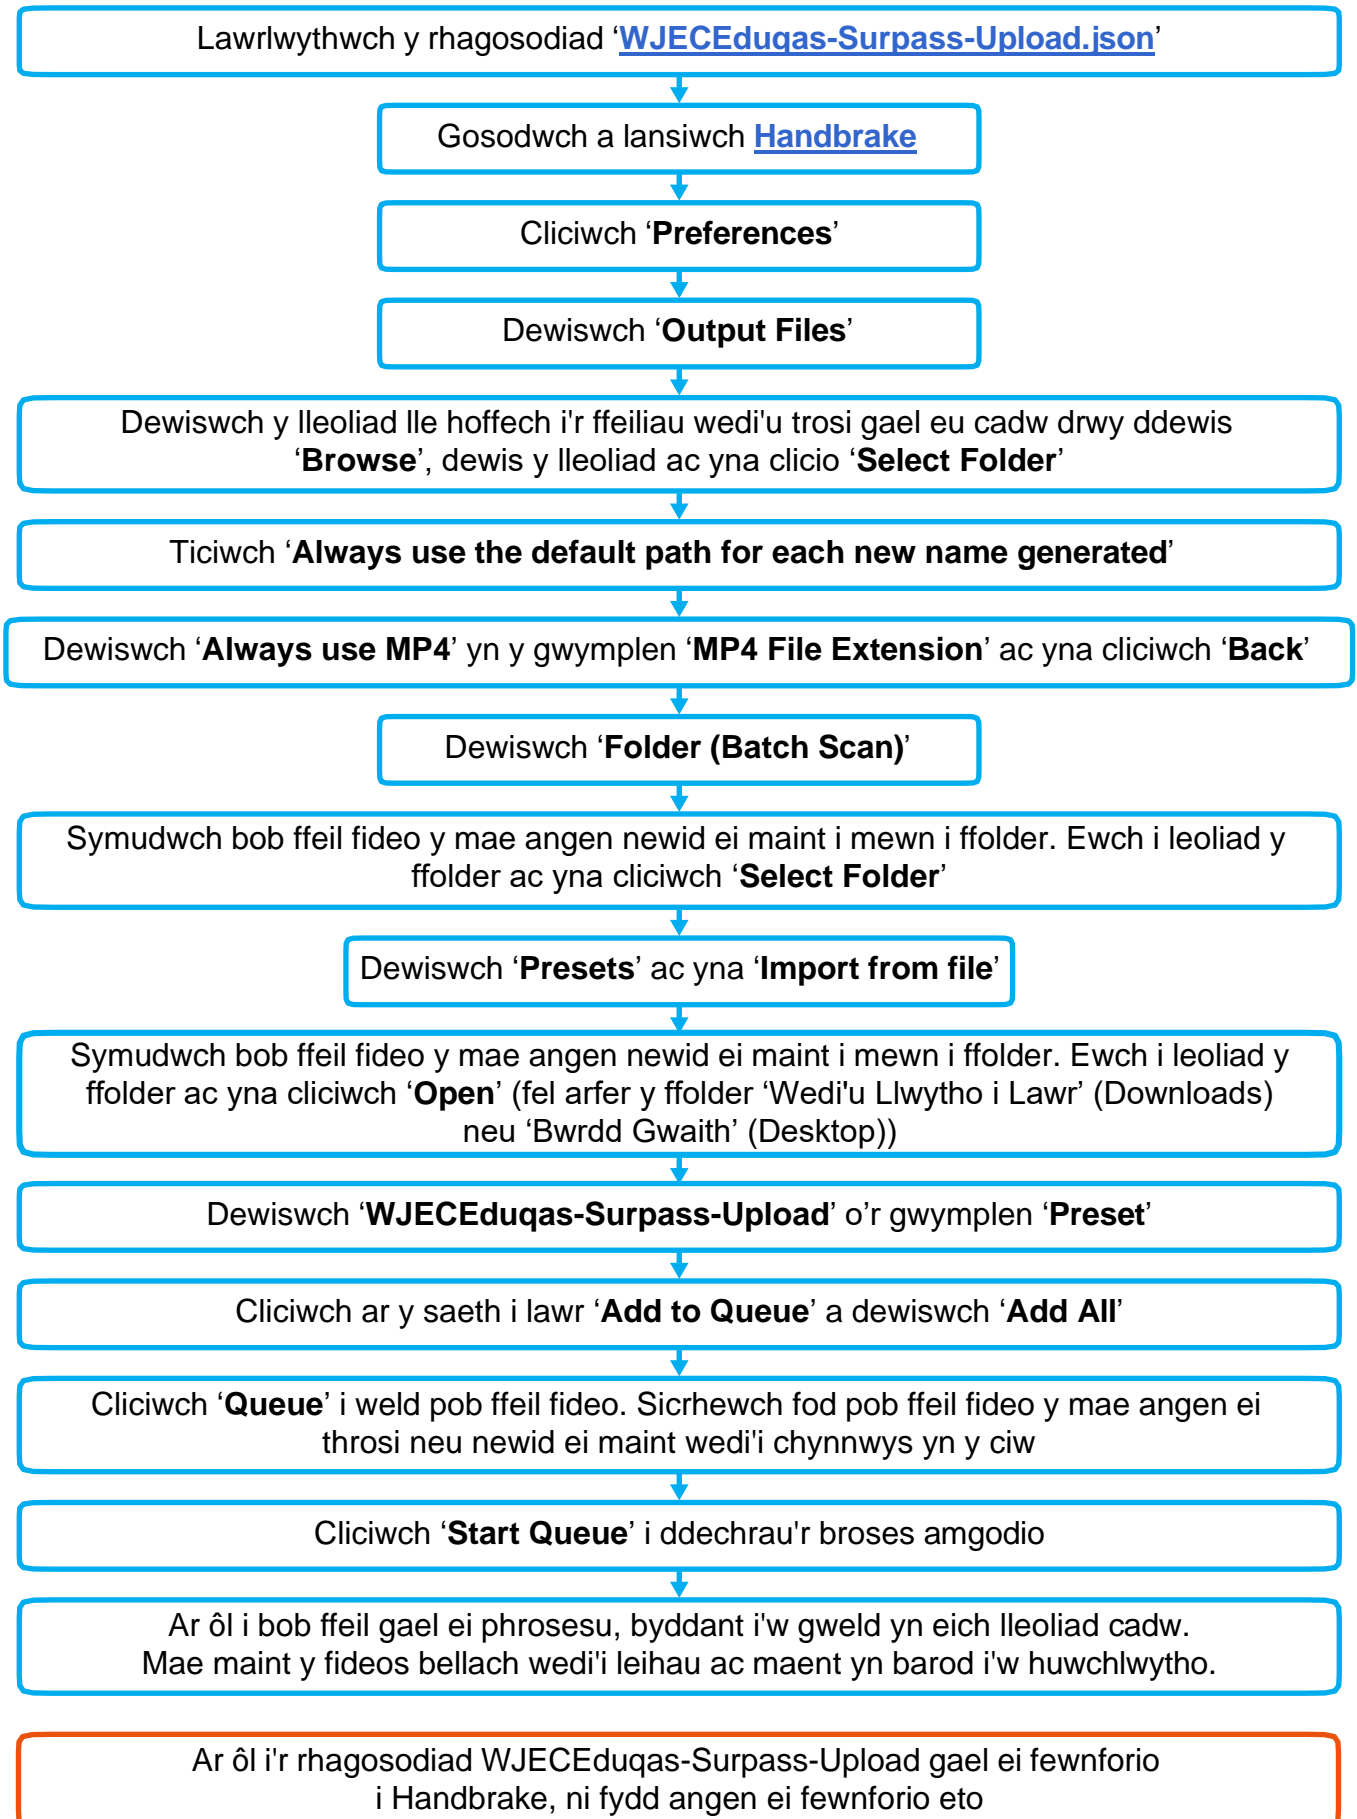 Lawrlwythwch y rhagosodiad ‘WJECEduqas-Surpass-Upload.json’
Gosodwch a lansiwch Handbrake
Cliciwch ‘Preferences’
Dewiswch ‘Output Files’
Dewiswch y lleoliad lle hoffech i'r ffeiliau wedi'u trosi gael eu cadw drwy ddewis
‘Browse’, dewis y lleoliad ac yna clicio ‘Select Folder’
Ticiwch ‘Always use the default path for each new name generated’
Dewiswch ‘Always use MP4’ yn y gwymplen ‘MP4 File Extension’ ac yna cliciwch ‘Back’
Dewiswch ‘Folder (Batch Scan)’
Symudwch bob ffeil fideo y mae angen newid ei maint i mewn i ffolder. Ewch i leoliad y
ffolder ac yna cliciwch ‘Select Folder’
Dewiswch ‘Presets’ ac yna ‘Import from file’
Symudwch bob ffeil fideo y mae angen newid ei maint i mewn i ffolder. Ewch i leoliad y
ffolder ac yna cliciwch ‘Open’ (fel arfer y ffolder ‘Wedi'u Llwytho i Lawr’ (Downloads)
neu ‘Bwrdd Gwaith’ (Desktop))
Dewiswch ‘WJECEduqas-Surpass-Upload’ o’r gwymplen ‘Preset’
Cliciwch ar y saeth i lawr ‘Add to Queue’ a dewiswch ‘Add All’
Cliciwch ‘Queue’ i weld pob ffeil fideo. Sicrhewch fod pob ffeil fideo y mae angen ei
throsi neu newid ei maint wedi'i chynnwys yn y ciw
Cliciwch ‘Start Queue’ i ddechrau'r broses amgodio
Ar ôl i bob ffeil gael ei phrosesu, byddant i'w gweld yn eich lleoliad cadw.
Mae maint y fideos bellach wedi'i leihau ac maent yn barod i'w huwchlwytho.
Ar ôl i'r rhagosodiad WJECEduqas-Surpass-Upload gael ei fewnforio
i Handbrake, ni fydd angen ei fewnforio eto